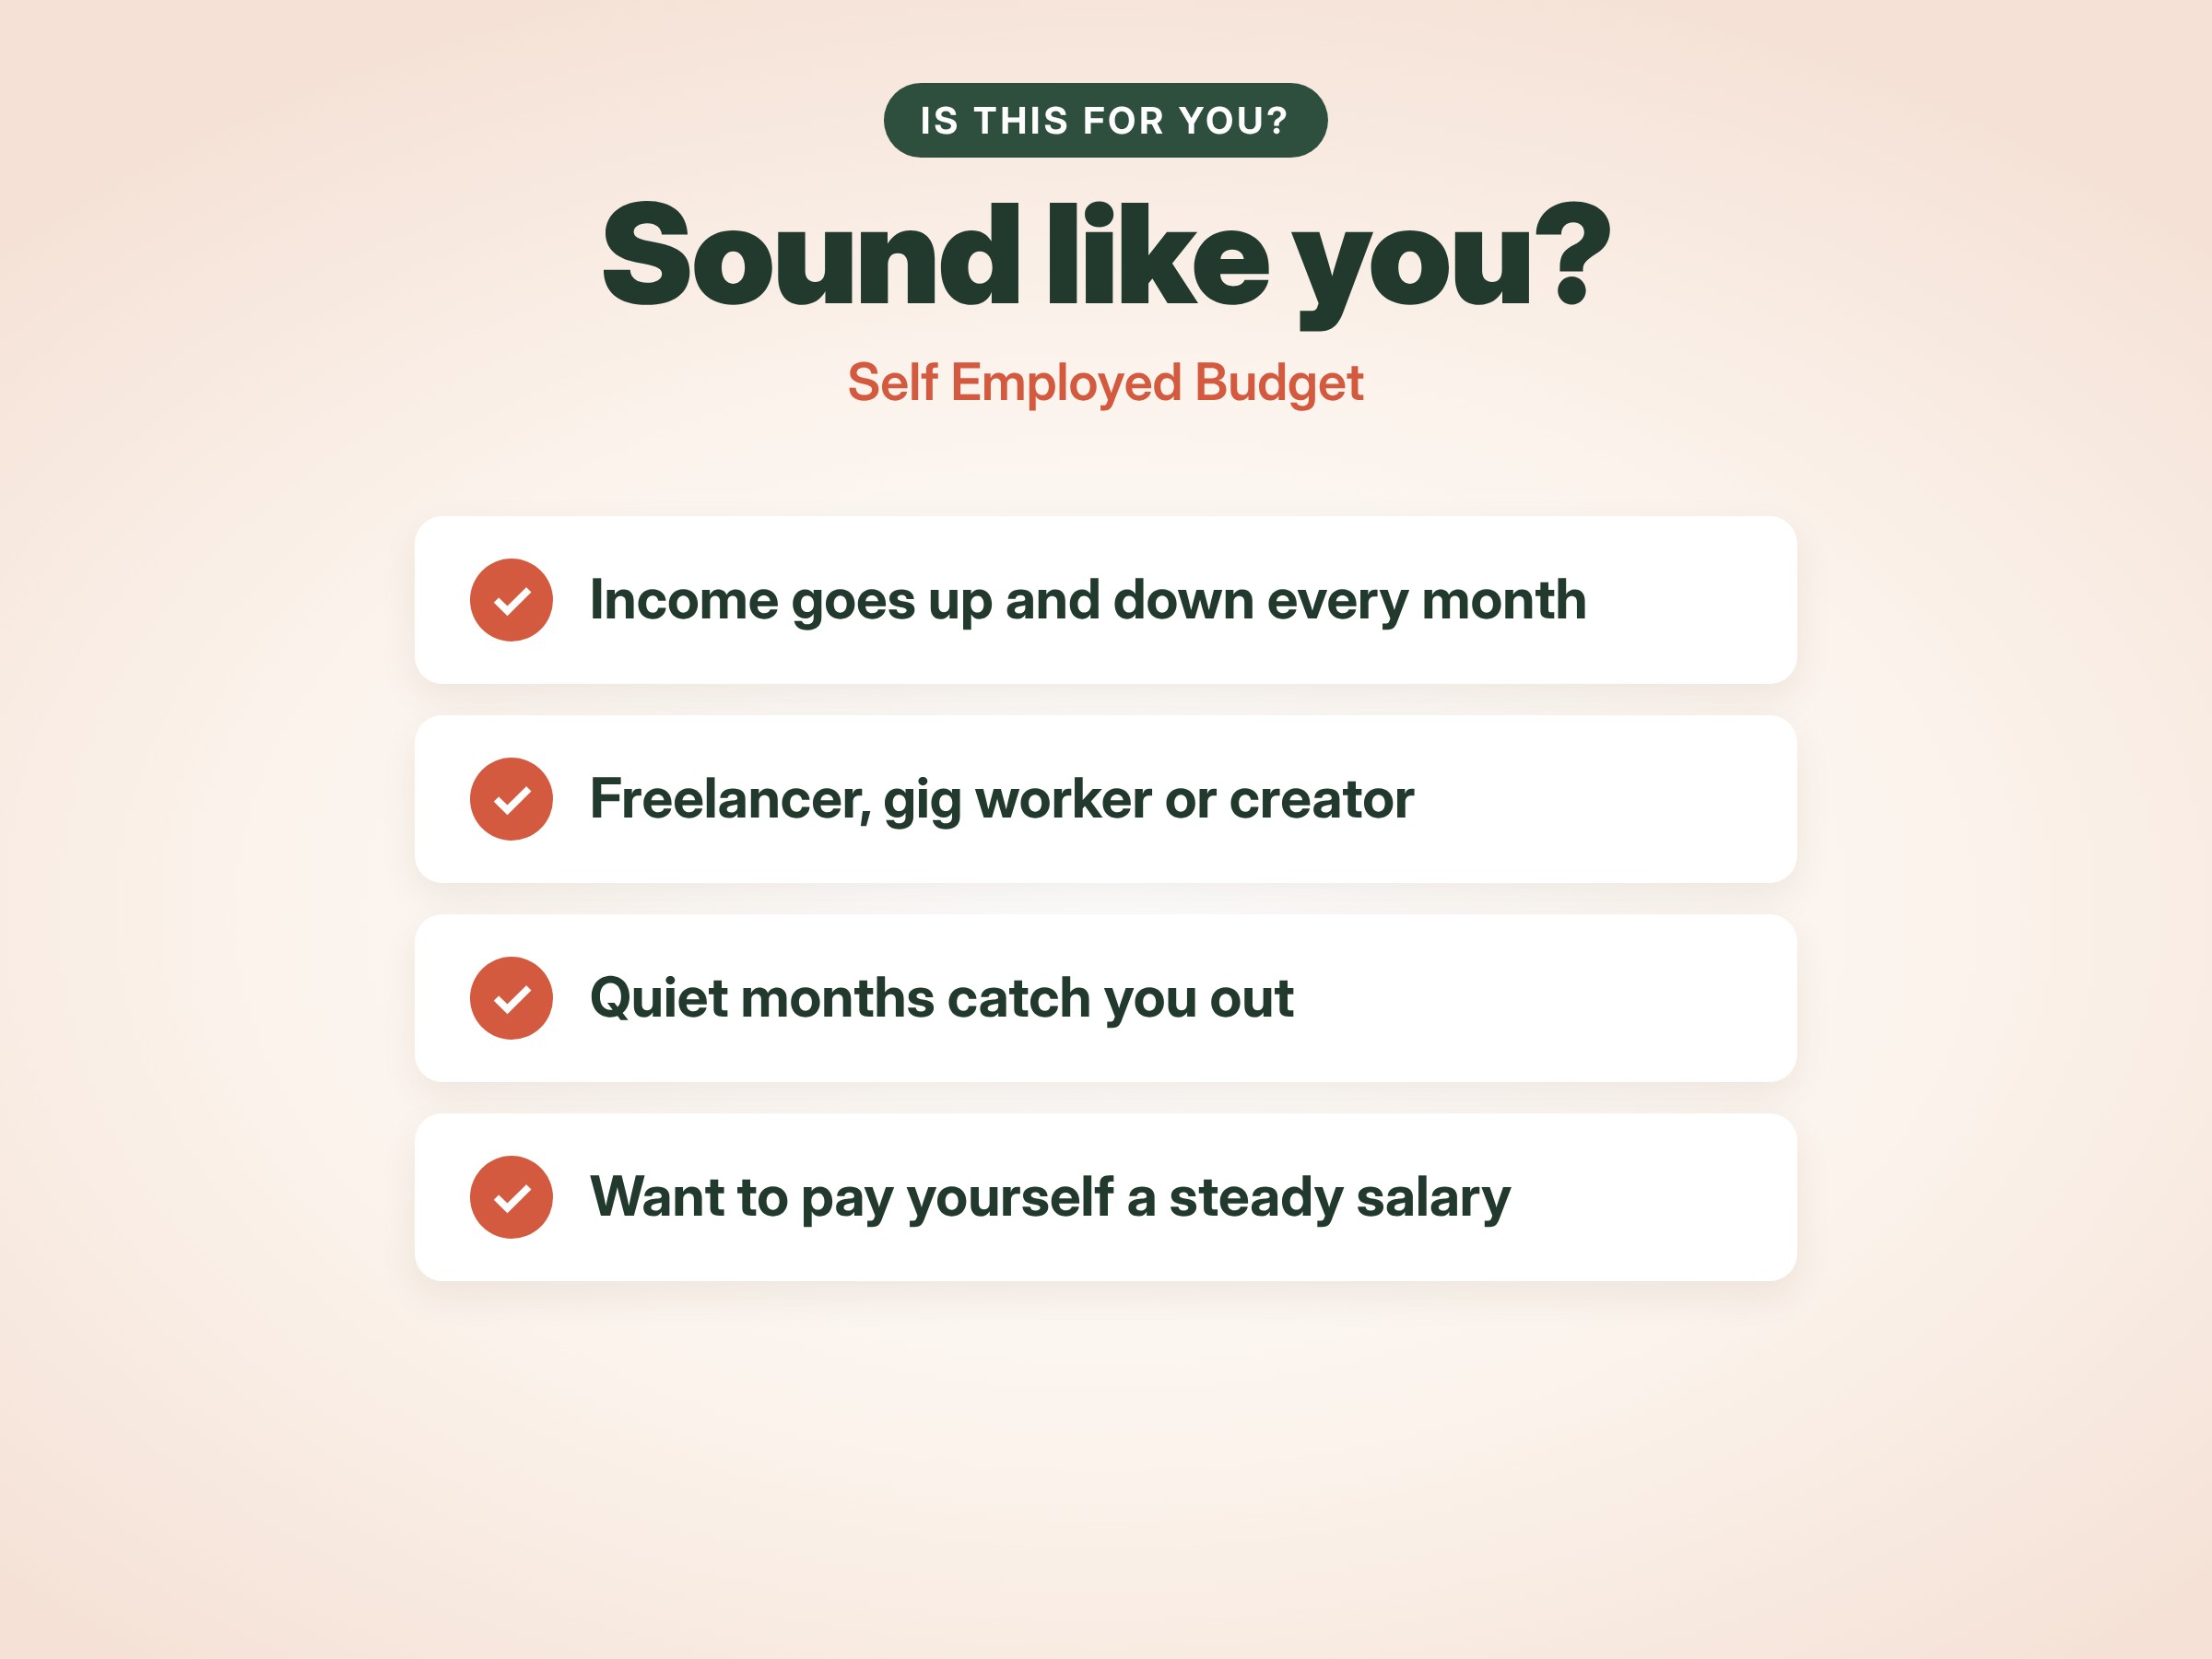 IS THIS FOR YOU?
Sound like you?
Self Employed Budget
Income goes up and down every month
Freelancer, gig worker or creator
Quiet months catch you out
Want to pay yourself a steady salary